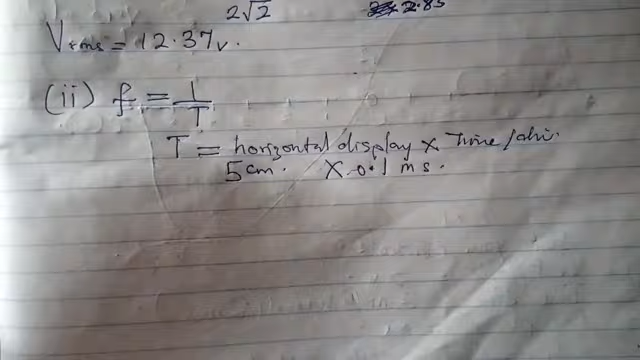 2√2 2.83
Vrms = 12.37v.
(ii) f = 1/T
T = horizontal display x Time/div.
5cm. X 0.1 ms.